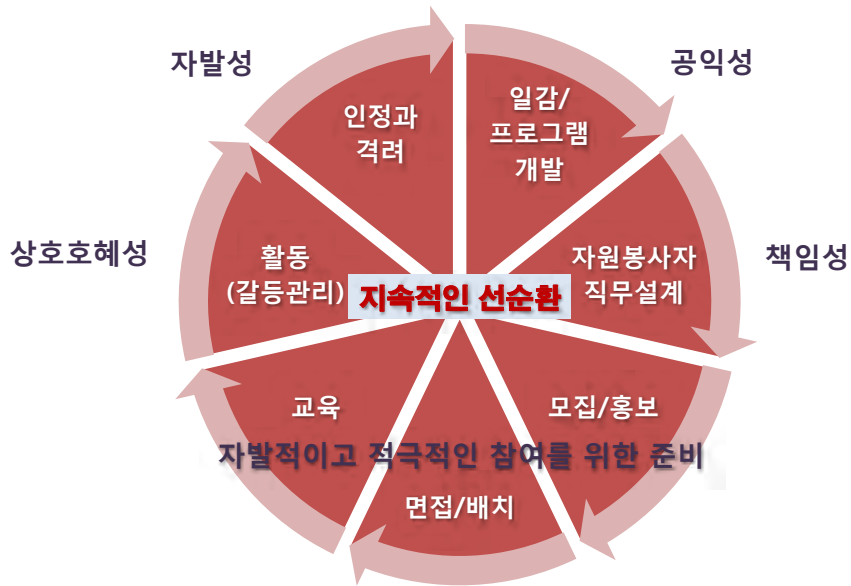 자발성
공익성
인정과
격려
일감/
프로그램
개발
상호호혜성
활동
(갈등관리)
지속적인 선순환
자원봉사자
직무설계
책임성
교육
모집/홍보
자발적이고 적극적인 참여를 위한 준비
면접/배치